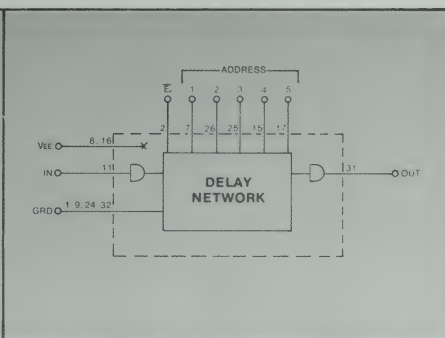 ADDRESS
E 1 2 3 4 5
2 7 26 25 15
VEE 8,16
IN 11
DELAY
NETWORK
31 OUT
GRD 1 9,24 32